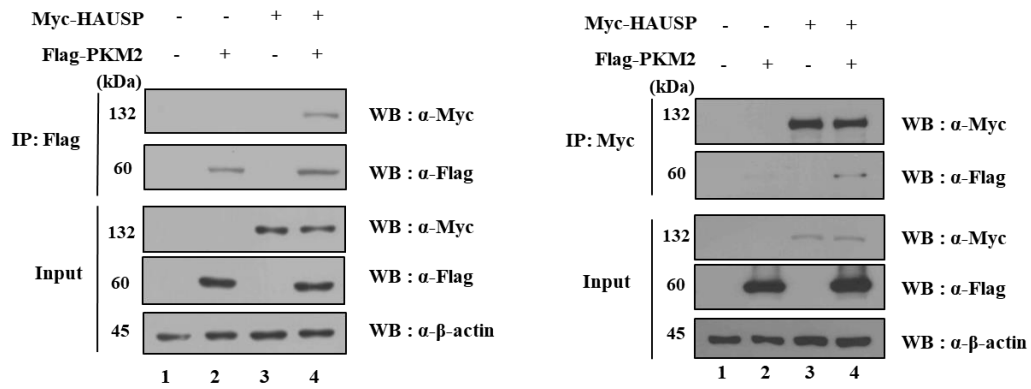 Myc-HAUSP - - + +
Flag-PKM2 - + - +
(kDa)
IP: Flag
132 WB : α-Myc
60 WB : α-Flag
Input
132 WB : α-Myc
60 WB : α-Flag
45 WB : α-β-actin
1 2 3 4
Myc-HAUSP - - + +
Flag-PKM2 - + - +
(kDa)
IP: Myc
132 WB : α-Myc
60 WB : α-Flag
Input
132 WB : α-Myc
60 WB : α-Flag
45 WB : α-β-actin
1 2 3 4